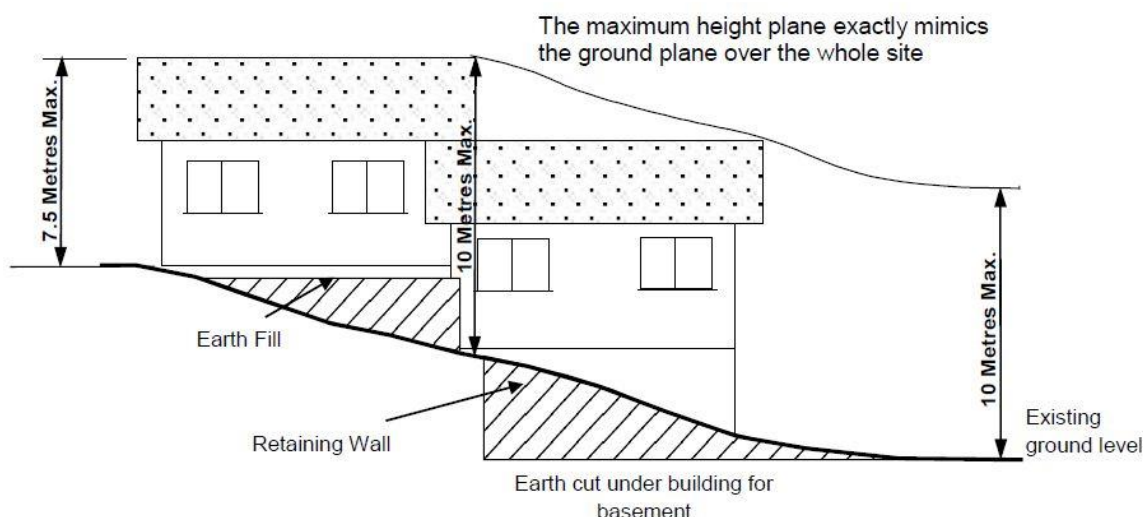 The maximum height plane exactly mimics
the ground plane over the whole site
7.5 Metres Max.
10 Metres Max.
10 Metres Max.
Earth Fill
Retaining Wall
Existing
ground level
Earth cut under building for
basement